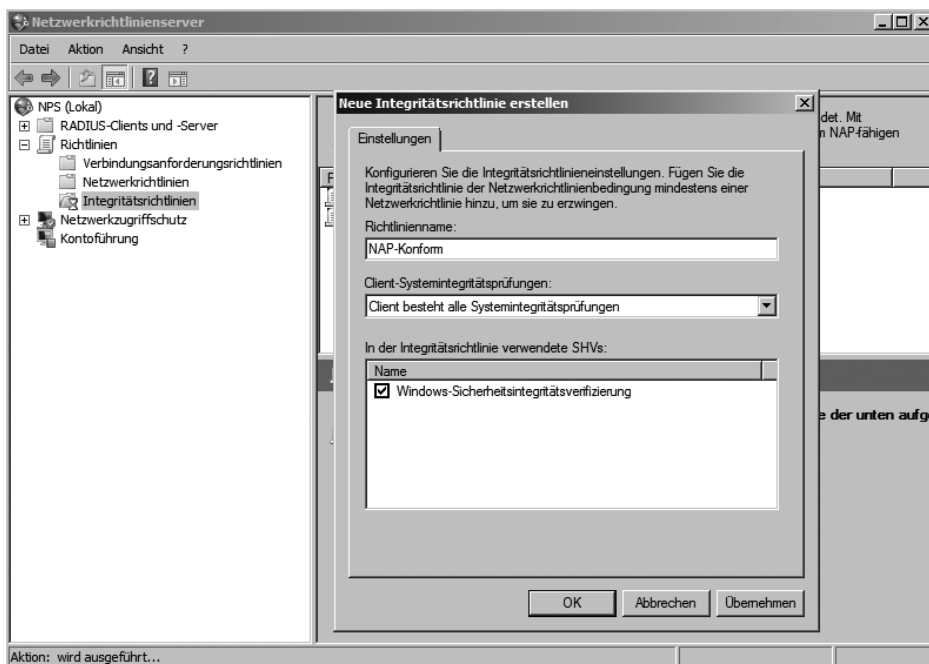 Netzwerkrichtlinienserver
Datei Aktion Ansicht ?
NPS (Lokal)
RADIUS-Clients und -Server
Richtlinien
Verbindungsanforderungsrichtlinien
Netzwerkrichtlinien
Integritätsrichtlinien
Netzwerkzugriffschutz
Kontoführung
det. Mit
NAP-fähigen
Neue Integritätsrichtlinie erstellen
Einstellungen
Konfigurieren Sie die Integritätsrichtlinieneinstellungen. Fügen Sie die
Integritätsrichtlinie der Netzwerkrichtlinienbedingung mindestens einer
Netzwerkrichtlinie hinzu, um sie zu erzwingen.
Richtlinienname:
NAP-Konform
Client-Systemintegritätsprüfungen:
Client besteht alle Systemintegritätsprüfungen
In der Integritätsrichtlinie verwendete SHVs:
Name
Windows-Sicherheitsintegritätsverifizierung
e der unten aufg
OK Abbrechen Übernehmen
Aktion: wird ausgeführt...